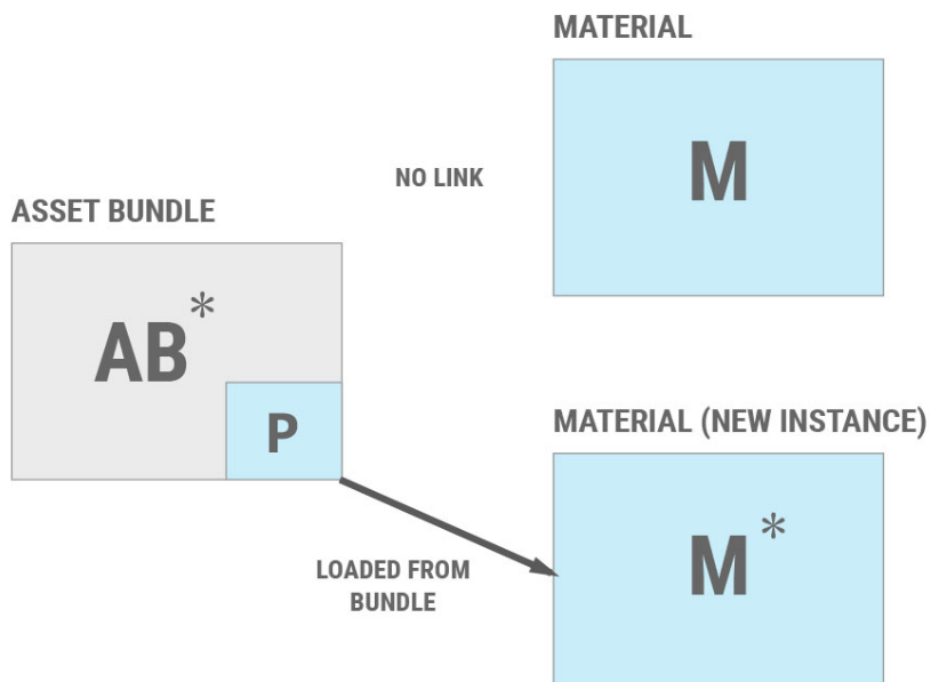 MATERIAL
M
NO LINK
ASSET BUNDLE
AB*
P
MATERIAL (NEW INSTANCE)
M*
LOADED FROM
BUNDLE